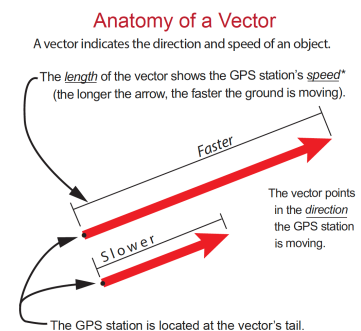 Anatomy of a Vector
A vector indicates the direction and speed of an object.
The length of the vector shows the GPS station's speed*
(the longer the arrow, the faster the ground is moving).
Faster
The vector points
in the direction
the GPS station
is moving.
Slower
The GPS station is located at the vector's tail.